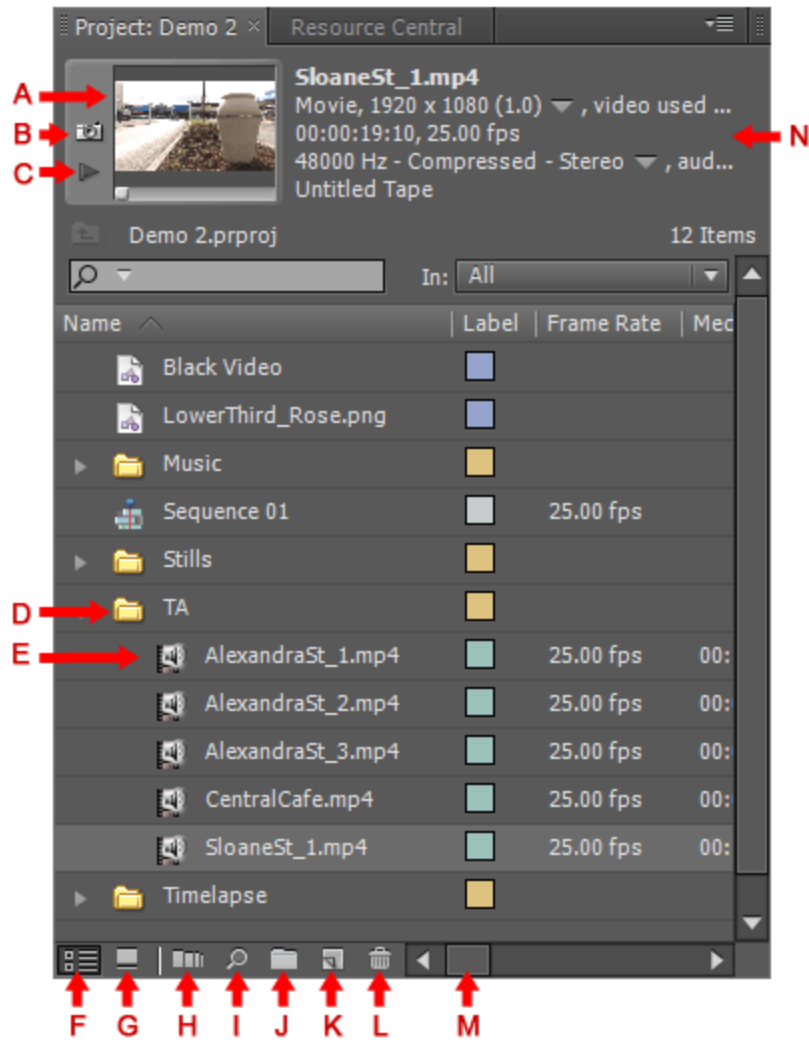 Project: Demo 2 × Resource Central
A
SloaneSt_1.mp4
Movie, 1920 x 1080 (1.0) , video used ...
B
00:00:19:10, 25.00 fps
N
C
48000 Hz - Compressed - Stereo , aud...
Untitled Tape
Demo 2.prproj 12 Items
In: All
Name Label Frame Rate Med
Black Video
LowerThird_Rose.png
Music
Sequence 01 25.00 fps
Stills
D TA
E AlexandraSt_1.mp4 25.00 fps 00:
AlexandraSt_2.mp4 25.00 fps 00:
AlexandraSt_3.mp4 25.00 fps 00:
CentralCafe.mp4 25.00 fps 00:
SloaneSt_1.mp4 25.00 fps 00:
Timelapse
F G H I J K L M